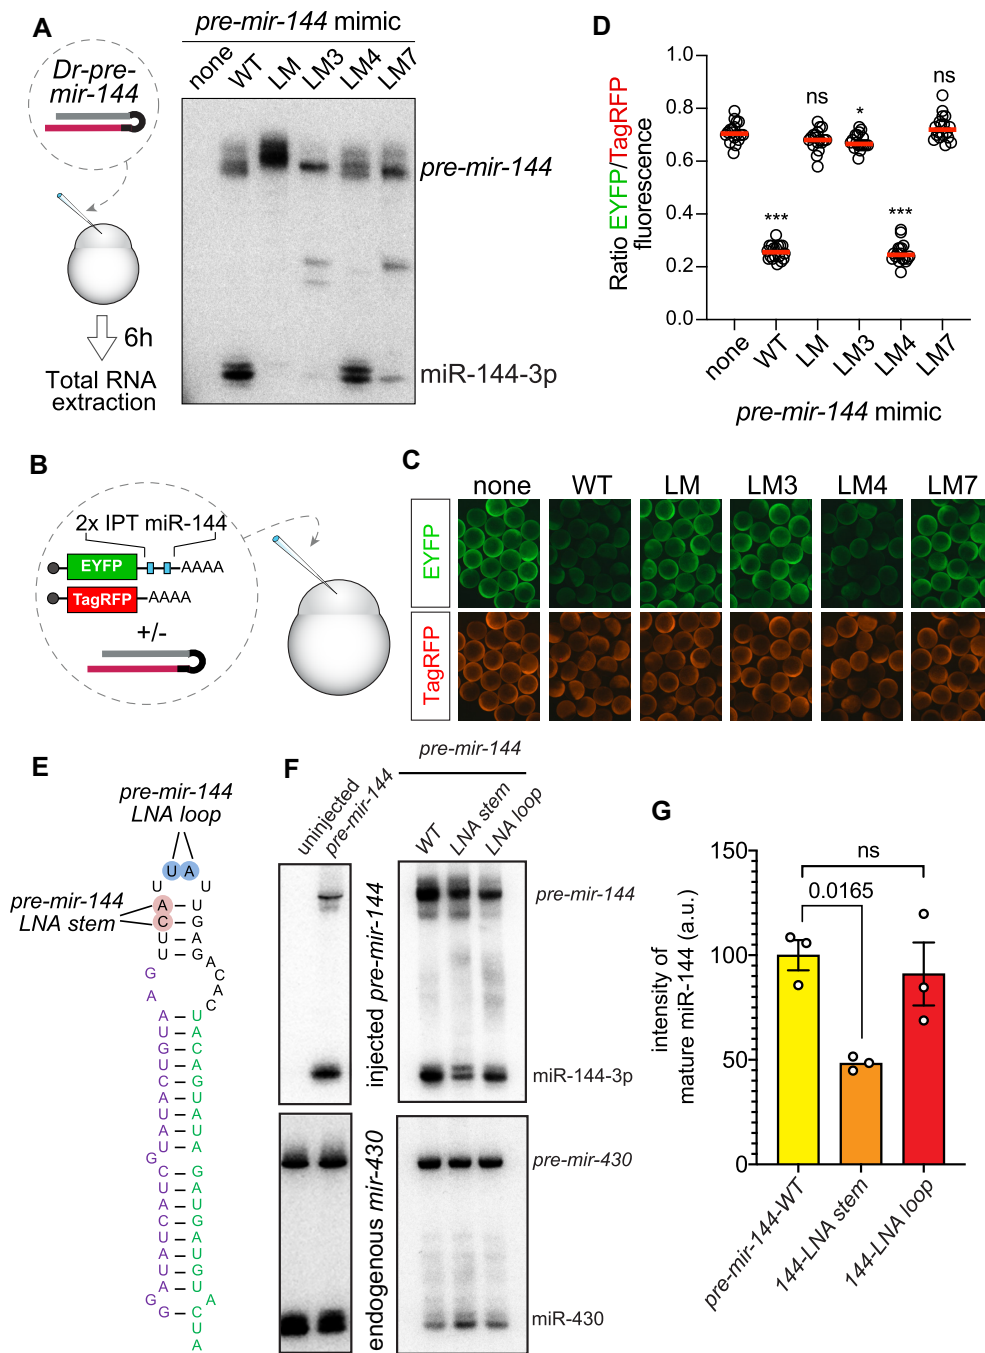 A
Dr-pre-
mir-144
6h
Total RNA
extraction
pre-mir-144 mimic
none WT LM LM3 LM4 LM7
pre-mir-144
miR-144-3p
D
Ratio EYFP/TagRFP
fluorescence
1.0
0.8
0.6
0.4
0.2
0.0
*** ns * *** ns
none WT LM LM3 LM4 LM7
pre-mir-144 mimic
B
2x IPT miR-144
EYFP AAAA
TagRFP AAAA
+/-
C
none WT LM LM3 LM4 LM7
EYFP
TagRFP
E
pre-mir-144
LNA loop
pre-mir-144
LNA stem
U A
U U
A U
C G
U A
U G
G A
A C
A
C
A U
U A
G C
U A
C G
A U
U A
A U
U A
G
C G
A A
U U
C G
A A
U U
A G
U U
A
G
G C
U
A
F
uninjected
pre-mir-144
pre-mir-144
WT
LNA stem
LNA loop
injected pre-mir-144
pre-mir-144
miR-144-3p
endogenous mir-430
pre-mir-430
miR-430
G
intensity of
mature miR-144 (a.u.)
150
100
50
0
ns
0.0165
pre-mir-144-WT
144-LNA stem
144-LNA loop